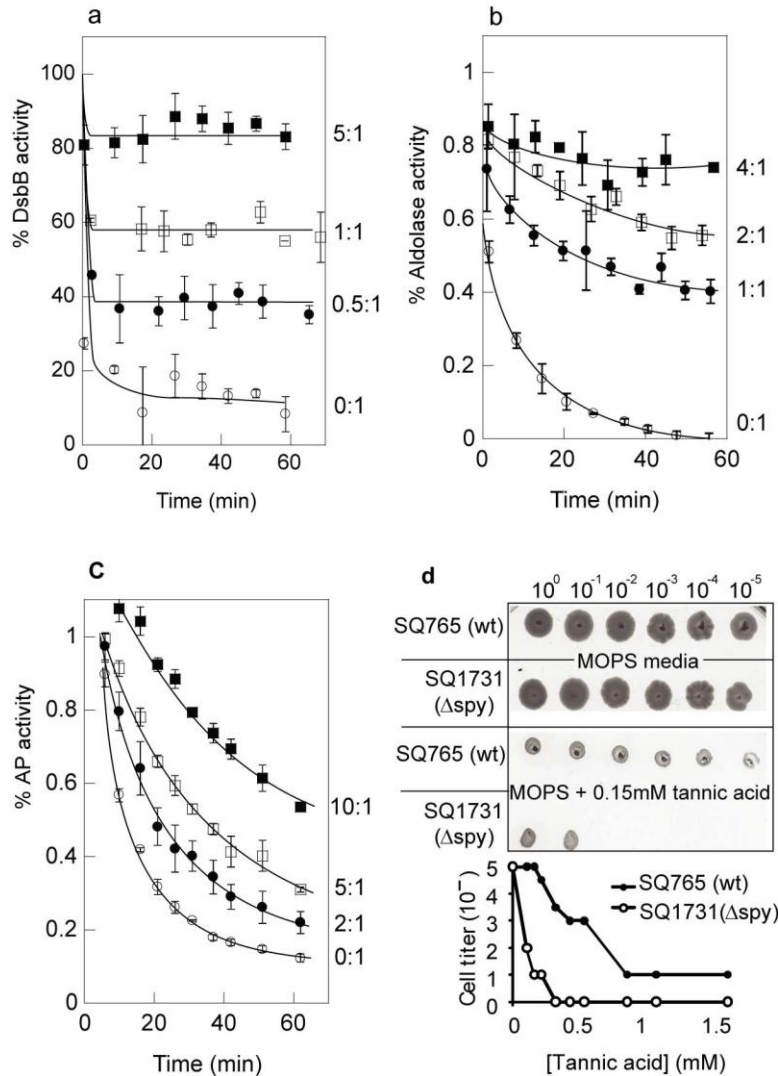 a
% DsbB activity
100
80
60
40
20
0
5:1
1:1
0.5:1
0:1
0 20 40 60
Time (min)
b
% Aldolase activity
1
0.8
0.6
0.4
0.2
0
4:1
2:1
1:1
0:1
0 20 40 60
Time (min)
c
% AP activity
1
0.8
0.6
0.4
0.2
0
10:1
5:1
2:1
0:1
0 20 40 60
Time (min)
d
10⁰ 10⁻¹ 10⁻² 10⁻³ 10⁻⁴ 10⁻⁵
SQ765 (wt)
MOPS media
SQ1731
(Δspy)
SQ765 (wt)
MOPS + 0.15mM tannic acid
SQ1731
(Δspy)
Cell titer (10⁻)
5
4
3
2
1
0
SQ765 (wt)
SQ1731(Δspy)
0 0.5 1 1.5
[Tannic acid] (mM)